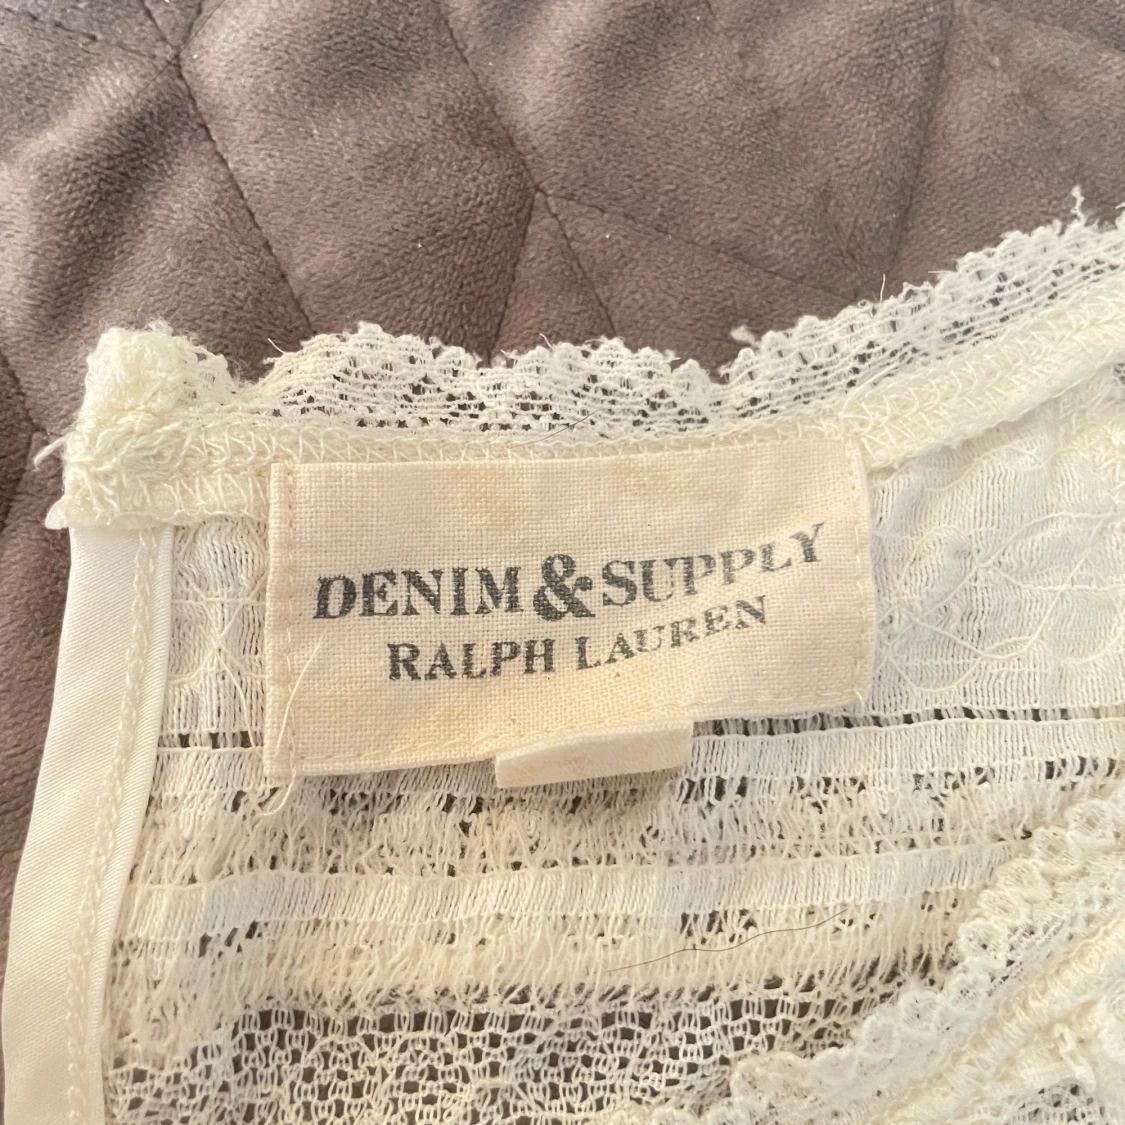 DENIM & SUPPLY
RALPH LAUREN